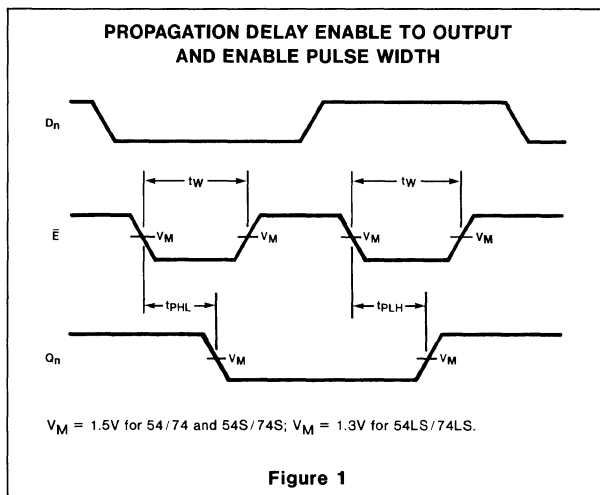 PROPAGATION DELAY ENABLE TO OUTPUT
AND ENABLE PULSE WIDTH
Dn
tW
tW
E̅
VM
VM
VM
VM
tPHL
tPLH
Qn
VM
VM
VM = 1.5V for 54/74 and 54S/74S; VM = 1.3V for 54LS/74LS.
Figure 1